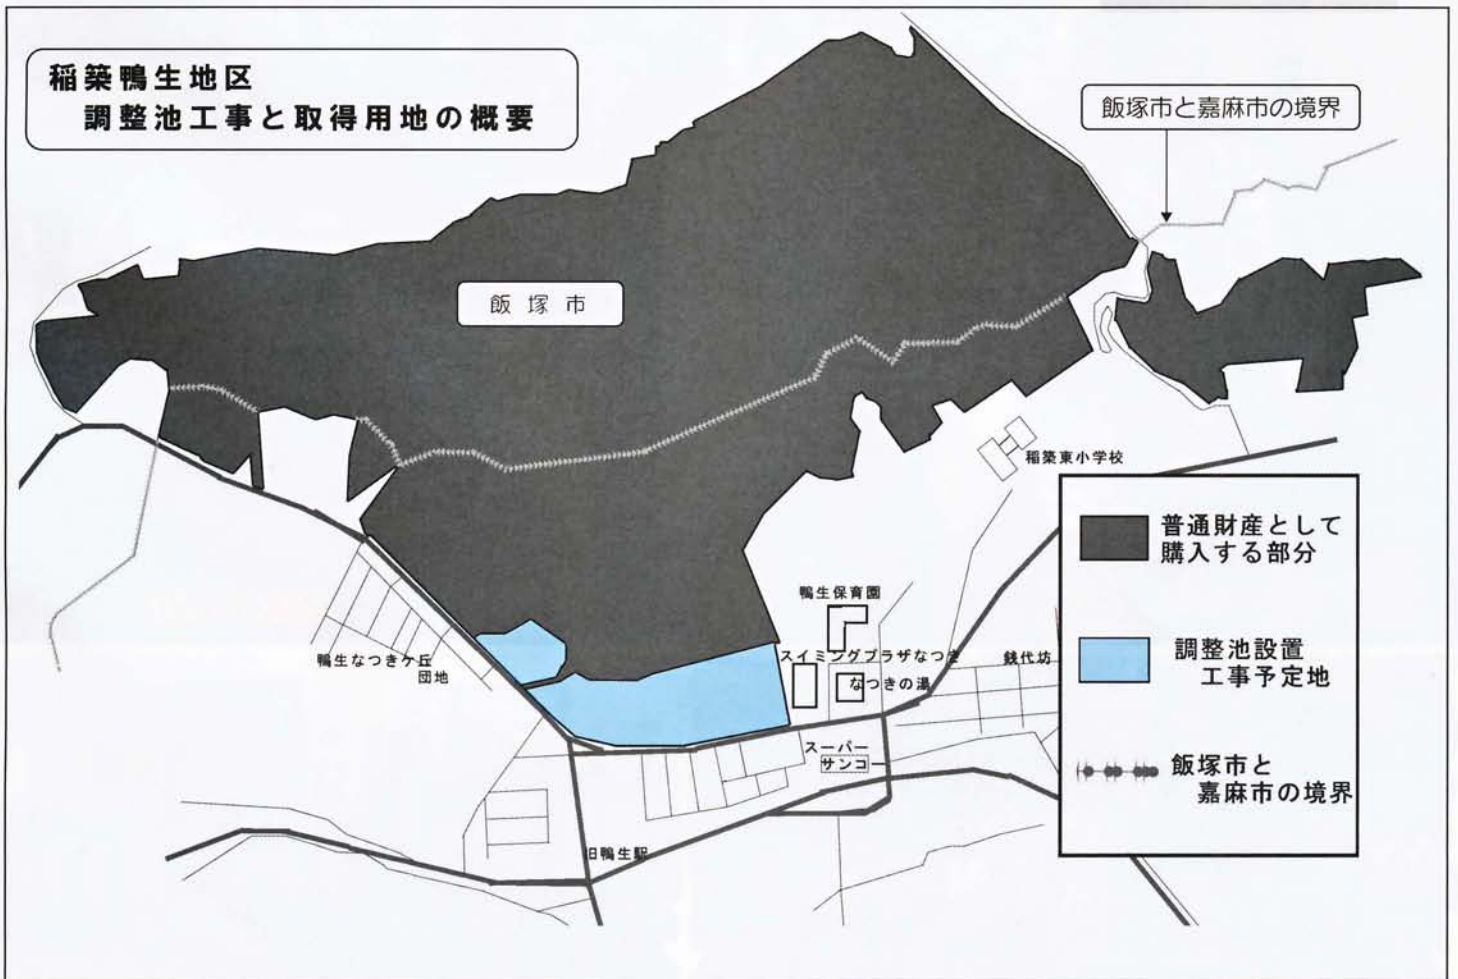 稲築鴨生地区
調整池工事と取得用地の概要
飯塚市と嘉麻市の境界
飯塚市
稲築東小学校
普通財産として
購入する部分
鴨生保育園
スイミングプラザなつき
なつきの湯
銭代坊
鴨生なつきケ丘
団地
調整池設置
工事予定地
スーパー
サンコー
飯塚市と
嘉麻市の境界
旧鴨生駅